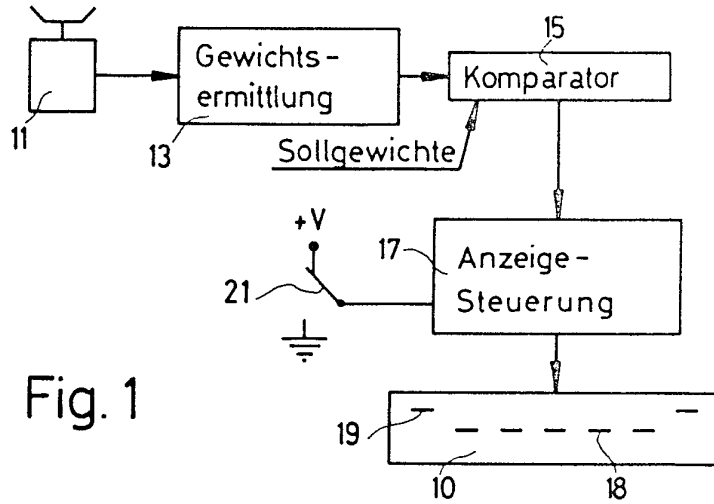 15
Gewichts-
ermittlung
Komparator
11
13
Sollgewichte
+V
17
Anzeige-
Steuerung
21
Fig. 1
19
10
18